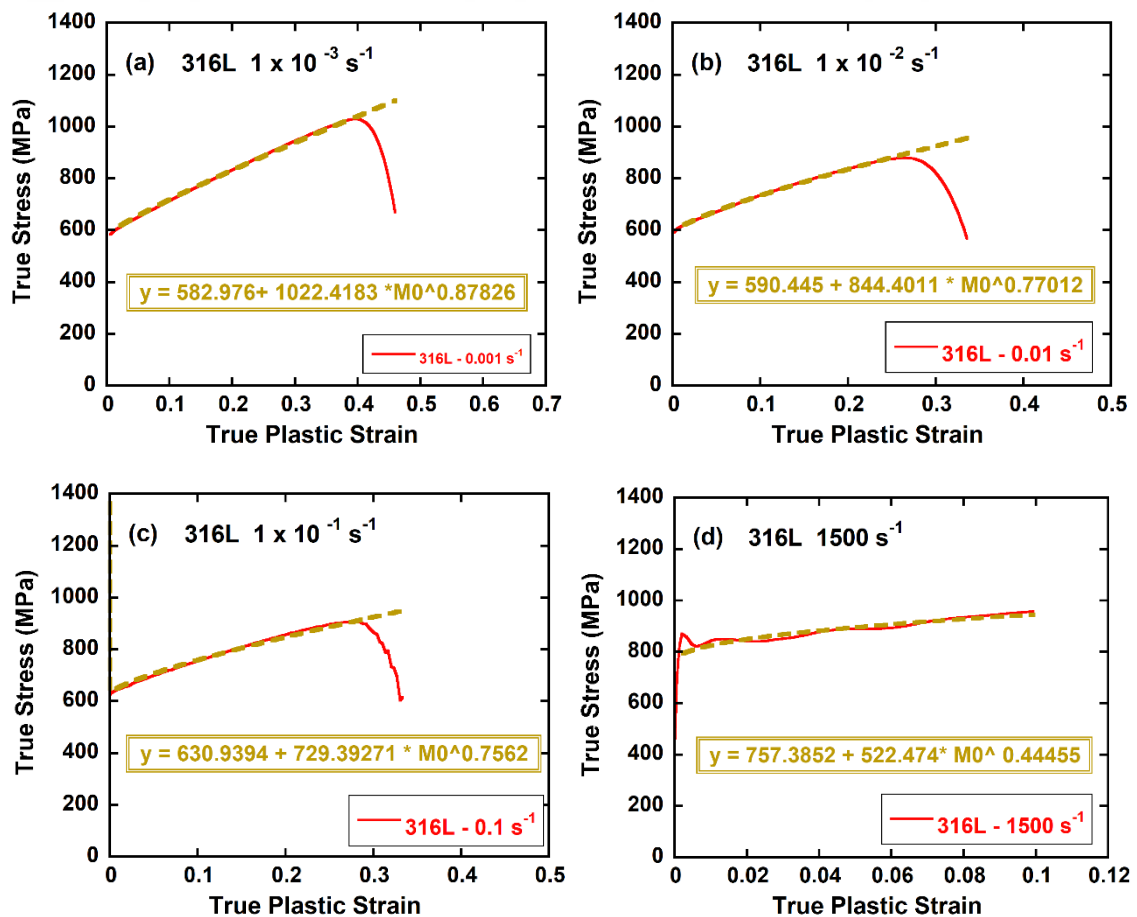 (a) 316L 1 x 10 ⁻³ s⁻¹
True Stress (MPa)
1400
1200
1000
800
600
400
200
0
y = 582.976+ 1022.4183 *M0^0.87826
316L - 0.001 s⁻¹
0 0.1 0.2 0.3 0.4 0.5 0.6 0.7
True Plastic Strain
(b) 316L 1 x 10 ⁻² s⁻¹
True Stress (MPa)
1400
1200
1000
800
600
400
200
0
y = 590.445 + 844.4011 * M0^0.77012
316L - 0.01 s⁻¹
0 0.1 0.2 0.3 0.4 0.5
True Plastic Strain
(c) 316L 1 x 10 ⁻¹ s⁻¹
True Stress (MPa)
1400
1200
1000
800
600
400
200
0
y = 630.9394 + 729.39271 * M0^0.7562
316L - 0.1 s⁻¹
0 0.1 0.2 0.3 0.4 0.5
True Plastic Strain
(d) 316L 1500 s⁻¹
True Stress (MPa)
1400
1200
1000
800
600
400
200
0
y = 757.3852 + 522.474* M0^ 0.44455
316L - 1500 s⁻¹
0 0.02 0.04 0.06 0.08 0.1 0.12
True Plastic Strain